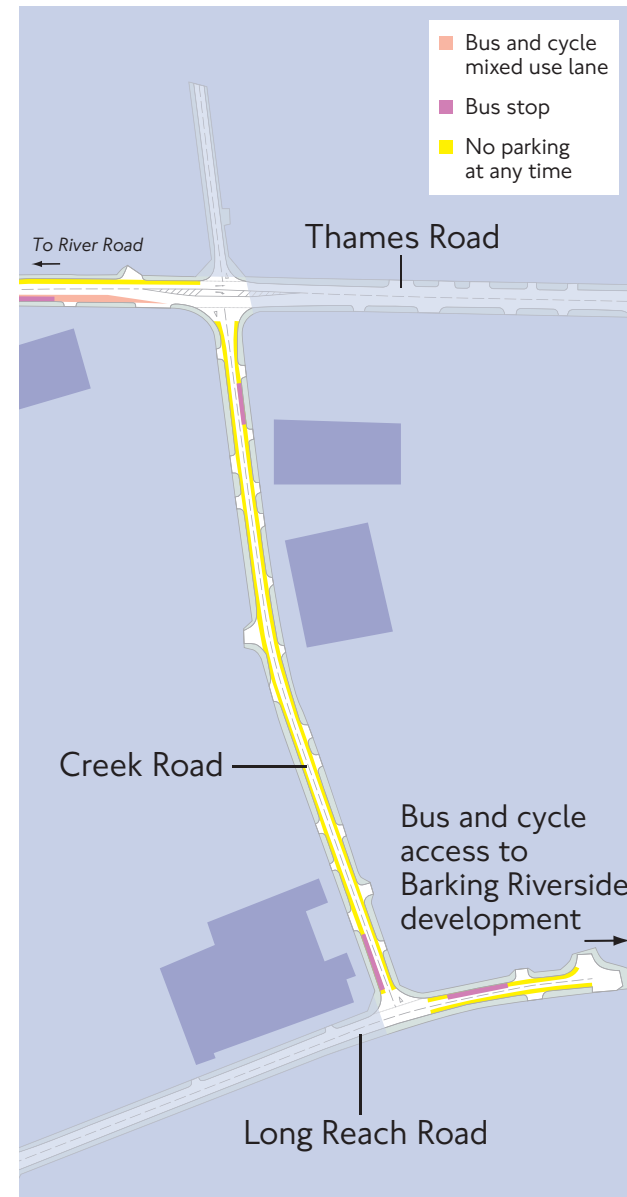 Bus and cycle
mixed use lane
Bus stop
No parking
at any time
To River Road
Thames Road
Creek Road
Bus and cycle
access to
Barking Riverside
development
Long Reach Road